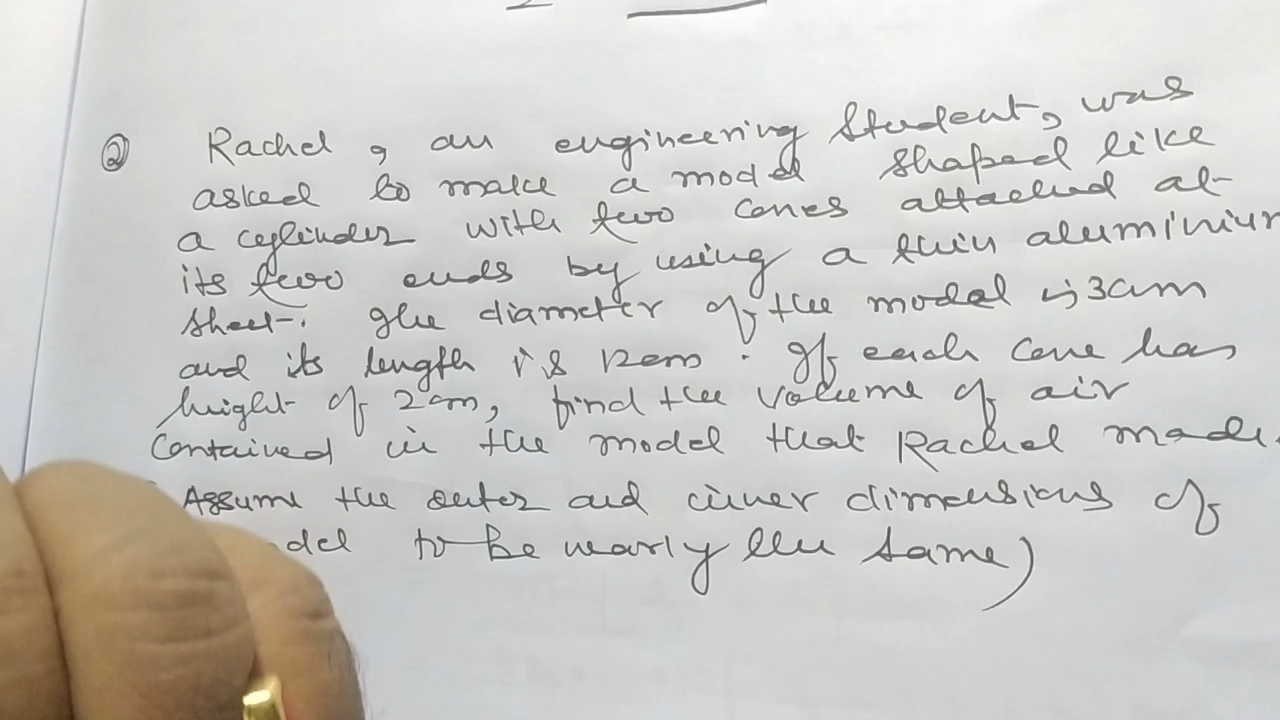 ② Rachel, an engineering Student, was
asked to make a model shaped like
a cylinder with two cones attached at
its two ends by using a thin aluminium
sheet. The diameter of the model is 3cm
and its length is 12cm. If each cone has
height of 2cm, find the volume of air
Contained in the model that Rachel made.
Assume the outer and inner dimensions of
del to be nearly the same)